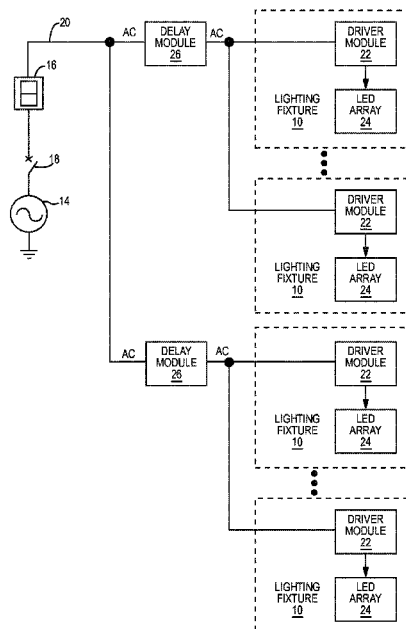 20
AC
DELAY
MODULE
26
AC
DRIVER
MODULE
22
16
LIGHTING
FIXTURE
10
LED
ARRAY
24
18
14
DRIVER
MODULE
22
LIGHTING
FIXTURE
10
LED
ARRAY
24
AC
DELAY
MODULE
26
AC
DRIVER
MODULE
22
LIGHTING
FIXTURE
10
LED
ARRAY
24
DRIVER
MODULE
22
LIGHTING
FIXTURE
10
LED
ARRAY
24